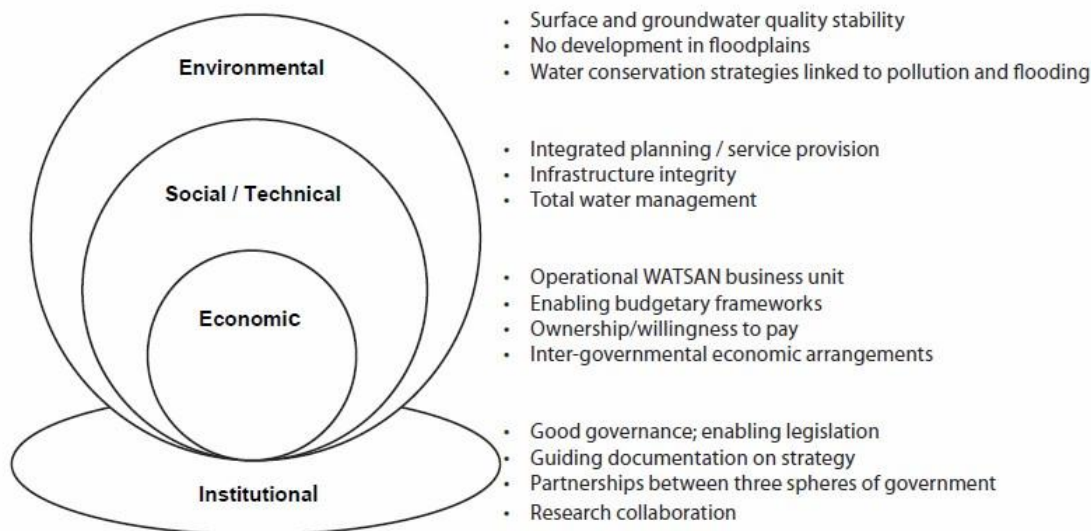 Environmental
• Surface and groundwater quality stability
• No development in floodplains
• Water conservation strategies linked to pollution and flooding
Social / Technical
• Integrated planning / service provision
• Infrastructure integrity
• Total water management
Economic
• Operational WATSAN business unit
• Enabling budgetary frameworks
• Ownership/willingness to pay
• Inter-governmental economic arrangements
Institutional
• Good governance; enabling legislation
• Guiding documentation on strategy
• Partnerships between three spheres of government
• Research collaboration